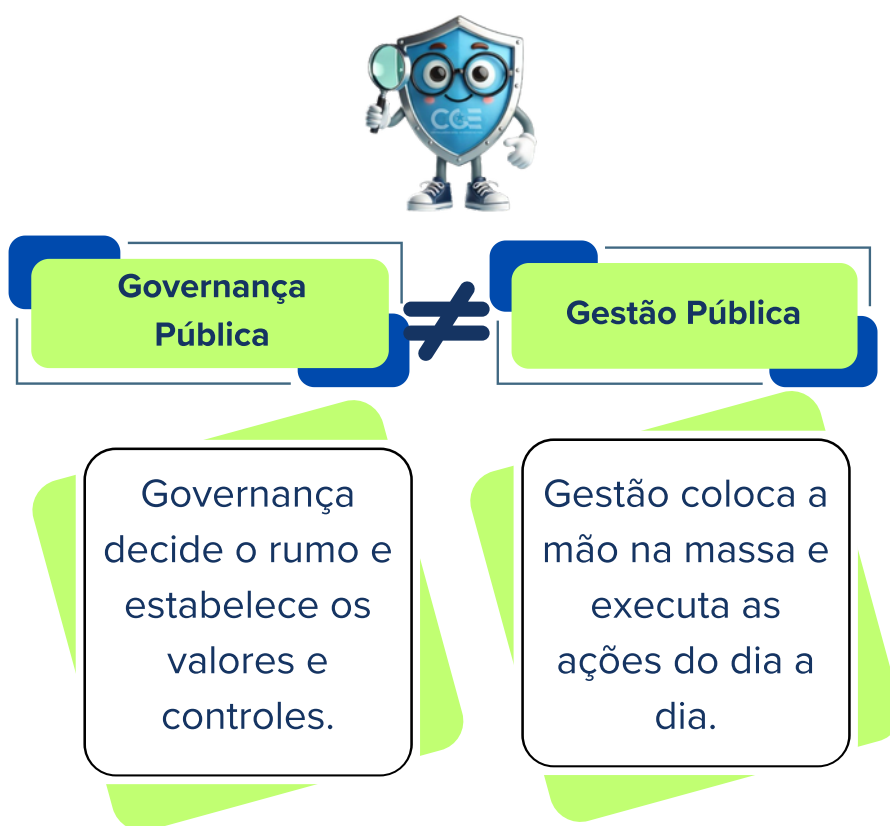 CGE
Governança
Pública
≠
Gestão Pública
Governança
decide o rumo e
estabelece os
valores e
controles.
Gestão coloca a
mão na massa e
executa as
ações do dia a
dia.